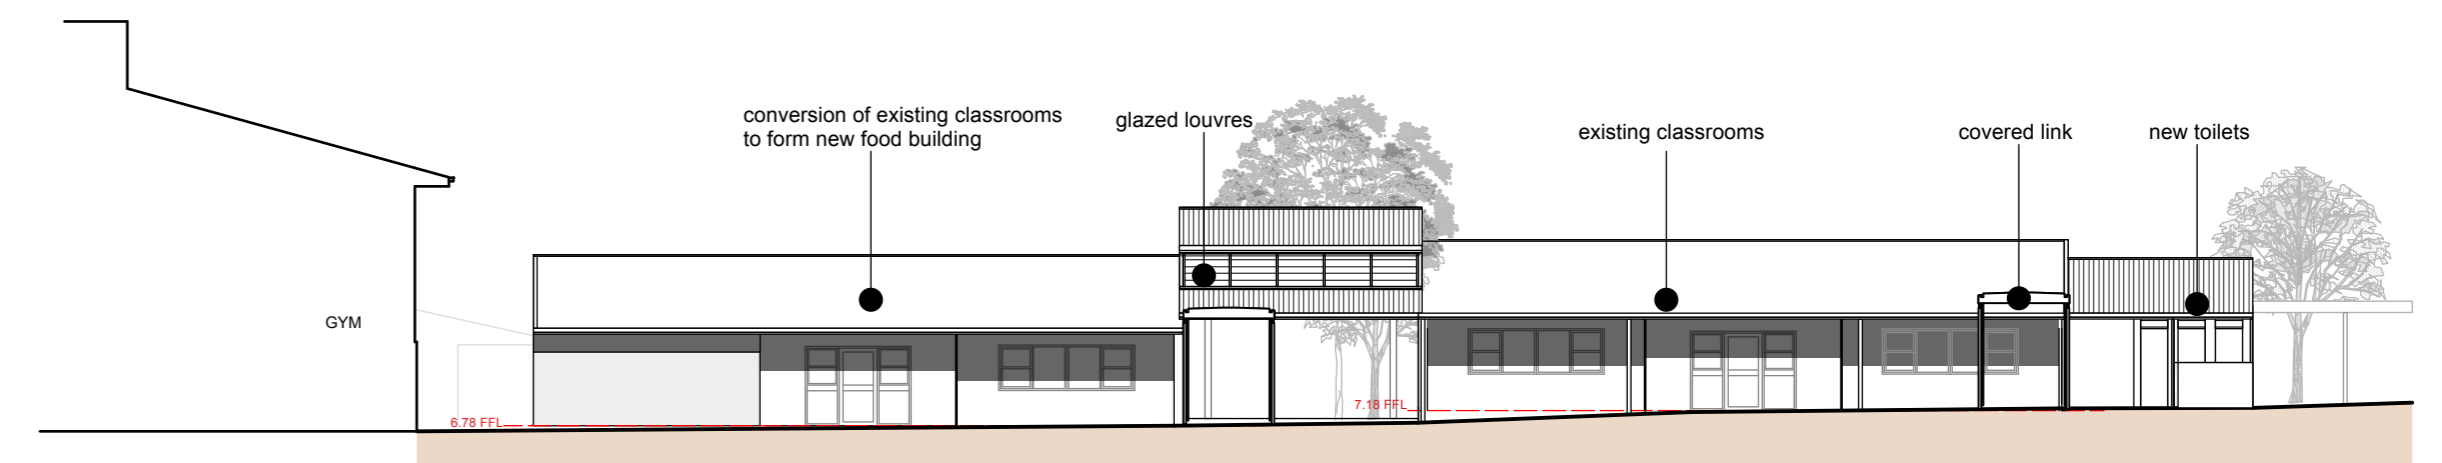 conversion of existing classrooms
to form new food building
glazed louvres
existing classrooms
covered link
new toilets
GYM
6.78 FFL
7.18 FFL